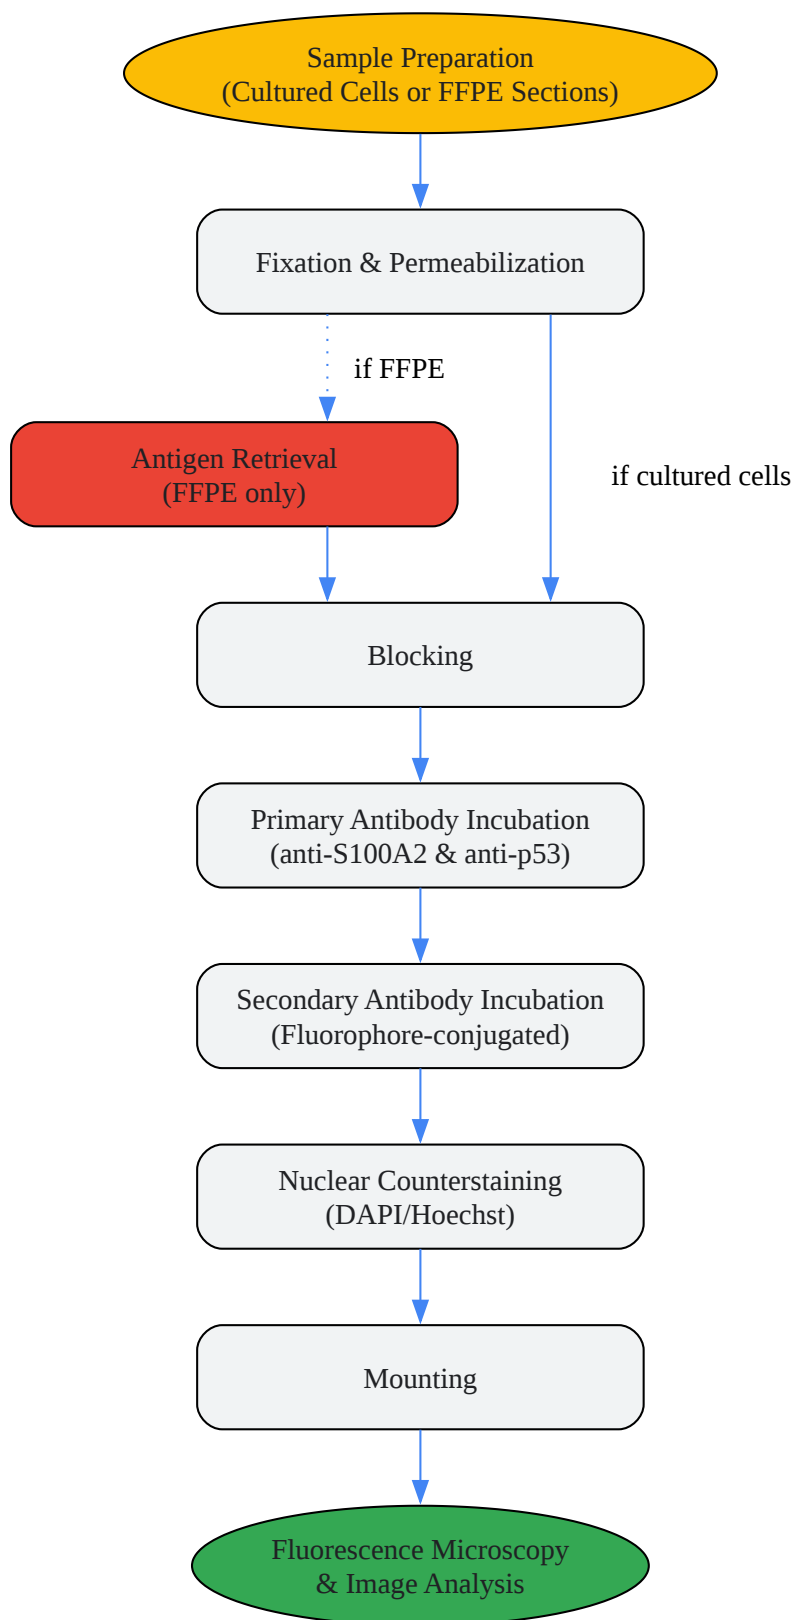 Sample Preparation
(Cultured Cells or FFPE Sections)
Fixation & Permeabilization
if FFPE
Antigen Retrieval
(FFPE only)
if cultured cells
Blocking
Primary Antibody Incubation
(anti-S100A2 & anti-p53)
Secondary Antibody Incubation
(Fluorophore-conjugated)
Nuclear Counterstaining
(DAPI/Hoechst)
Mounting
Fluorescence Microscopy
& Image Analysis